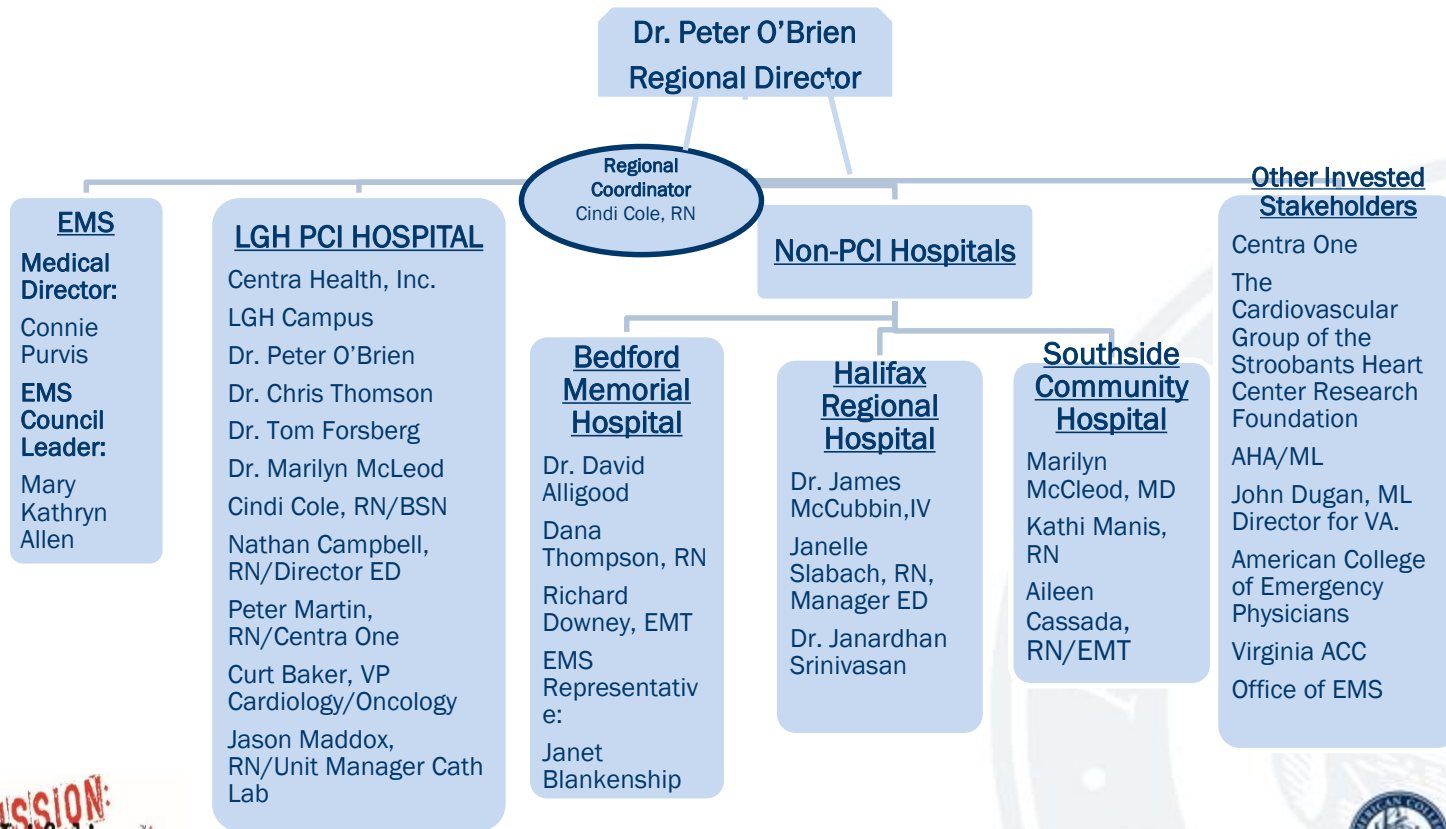 Dr. Peter O’Brien
Regional Director
Regional
Coordinator
Cindi Cole, RN
EMS
Medical
Director:
Connie
Purvis
EMS
Council
Leader:
Mary
Kathryn
Allen
LGH PCI HOSPITAL
Centra Health, Inc.
LGH Campus
Dr. Peter O’Brien
Dr. Chris Thomson
Dr. Tom Forsberg
Dr. Marilyn McLeod
Cindi Cole, RN/BSN
Nathan Campbell,
RN/Director ED
Peter Martin,
RN/Centra One
Curt Baker, VP
Cardiology/Oncology
Jason Maddox,
RN/Unit Manager Cath
Lab
Non-PCI Hospitals
Bedford
Memorial
Hospital
Dr. David
Alligood
Dana
Thompson, RN
Richard
Downey, EMT
EMS
Representativ
e:
Janet
Blankenship
Halifax
Regional
Hospital
Dr. James
McCubbin,IV
Janelle
Slabach, RN,
Manager ED
Dr. Janardhan
Srinivasan
Southside
Community
Hospital
Marilyn
McCleod, MD
Kathi Manis,
RN
Aileen
Cassada,
RN/EMT
Other Invested
Stakeholders
Centra One
The
Cardiovascular
Group of the
Stroobants Heart
Center Research
Foundation
AHA/ML
John Dugan, ML
Director for VA.
American College
of Emergency
Physicians
Virginia ACC
Office of EMS